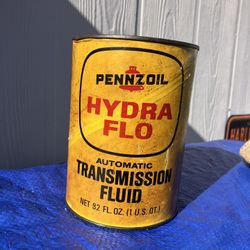 PENNZOIL
HYDRA
FLO
AUTOMATIC
TRANSMISSION
FLUID
NET 32 FL. OZ. (1 U.S. QT.)